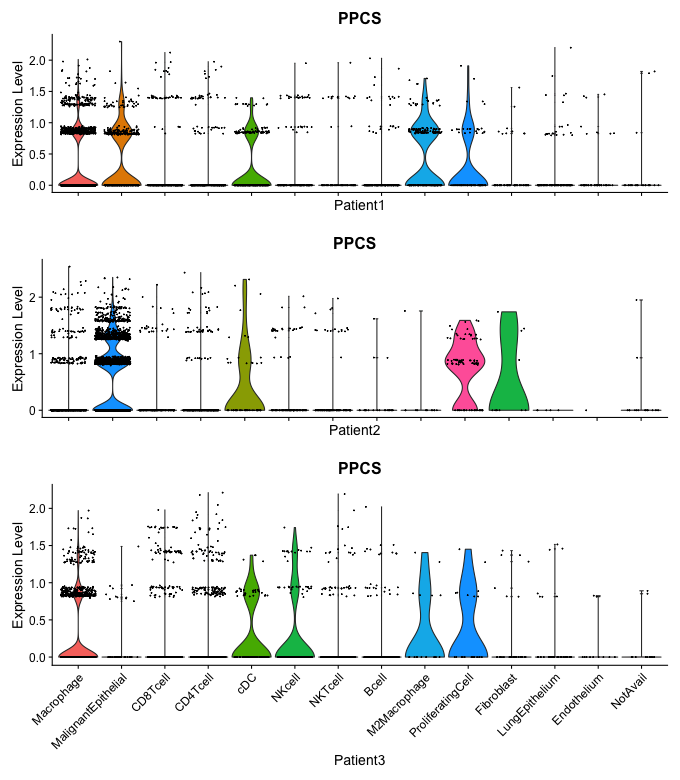 PPCS
Expression Level
2.0
1.5
1.0
0.5
0.0
Patient1
PPCS
Expression Level
2
1
0
Patient2
PPCS
Expression Level
2.0
1.5
1.0
0.5
0.0
Macrophage
MalignantEpithelial
CD8Tcell
CD4Tcell
cDC
NKcell
NKTcell
Bcell
M2Macrophage
ProliferatingCell
Fibroblast
LungEpithelium
Endothelium
NotAvail
Patient3